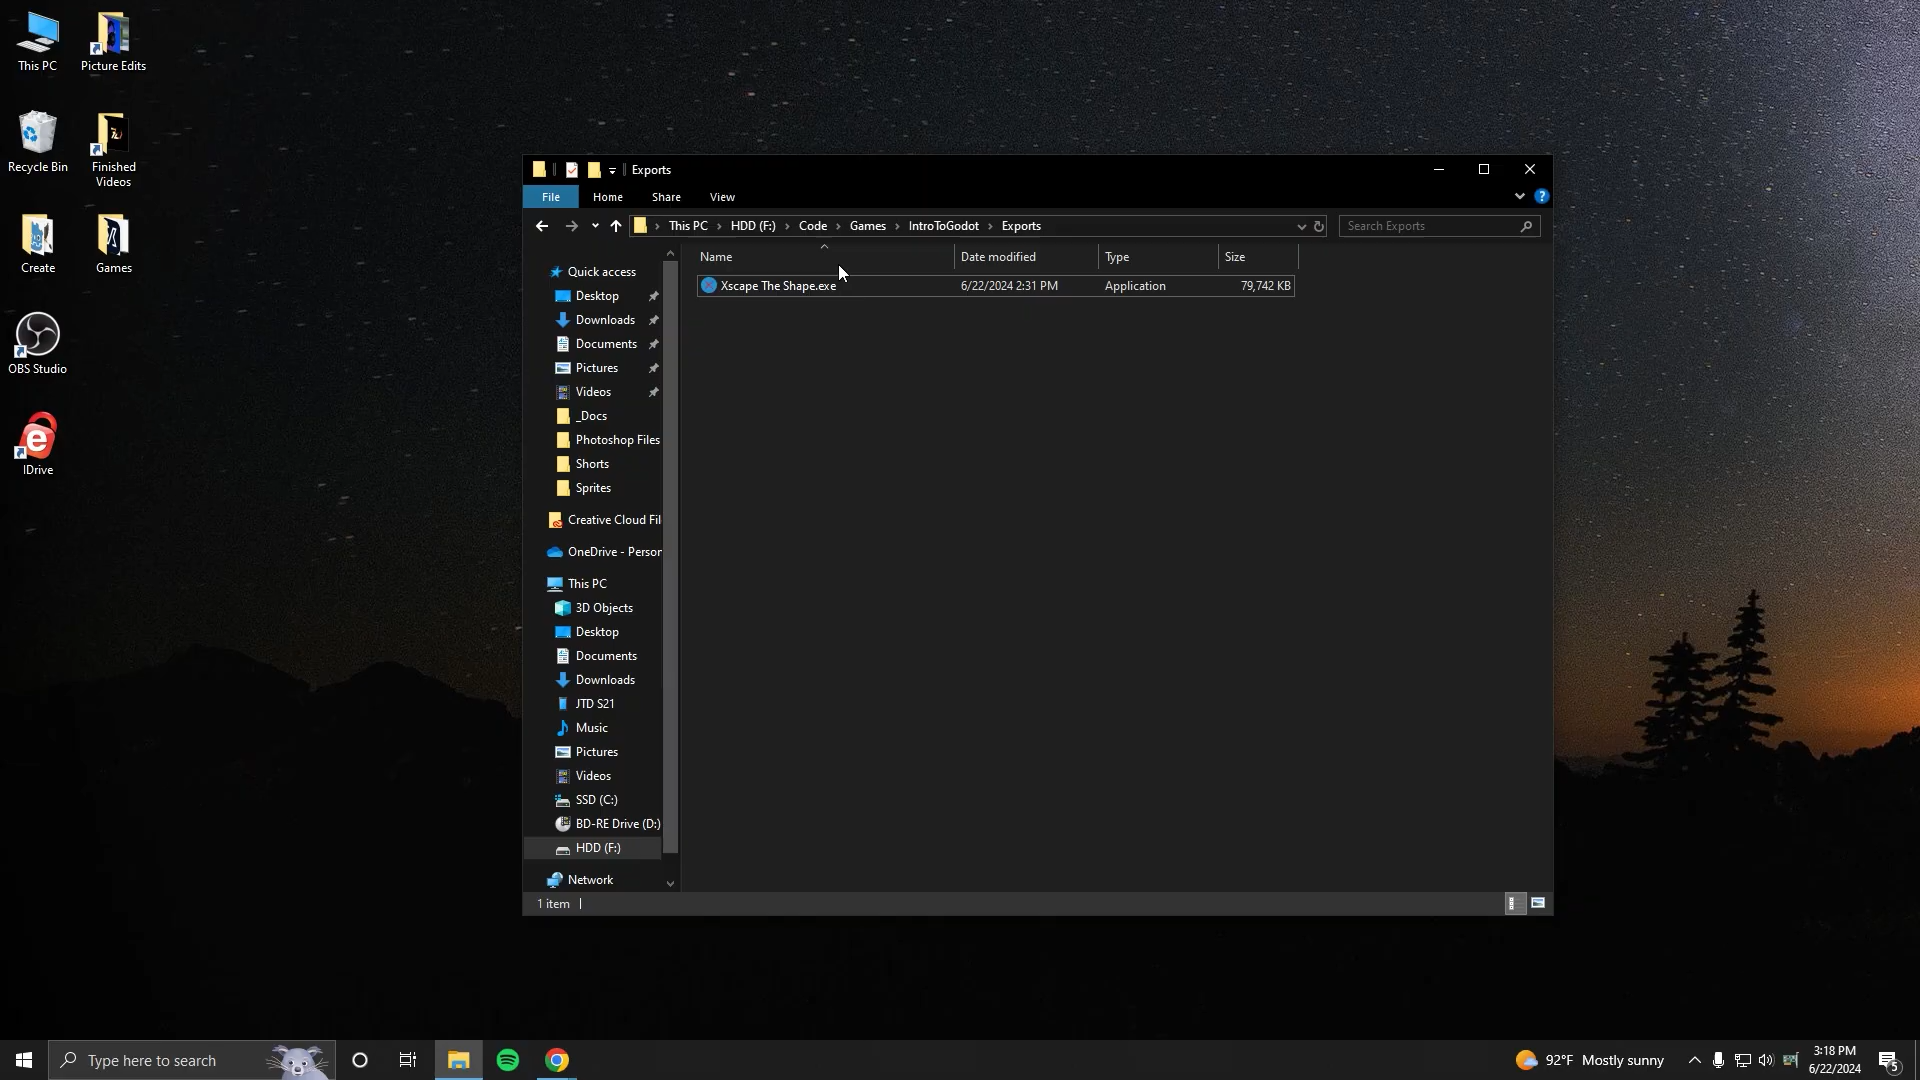 This PC
Picture Edits
Recycle Bin
Finished
Videos
Create
Games
OBS Studio
IDrive
Exports
File
Home
Share
View
This PC
HDD (F:)
Code
Games
IntroToGodot
Exports
Search Exports
Name
Date modified
Type
Size
Xscape The Shape.exe
6/22/2024 2:31 PM
Application
79,742 KB
Quick access
Desktop
Downloads
Documents
Pictures
Videos
_Docs
Photoshop Files
Shorts
Sprites
Creative Cloud Fil
OneDrive - Person
This PC
3D Objects
Desktop
Documents
Downloads
JTD S21
Music
Pictures
Videos
SSD (C:)
BD-RE Drive (D:)
HDD (F:)
Network
1 item
Type here to search
92°F Mostly sunny
3:18 PM
6/22/2024
5